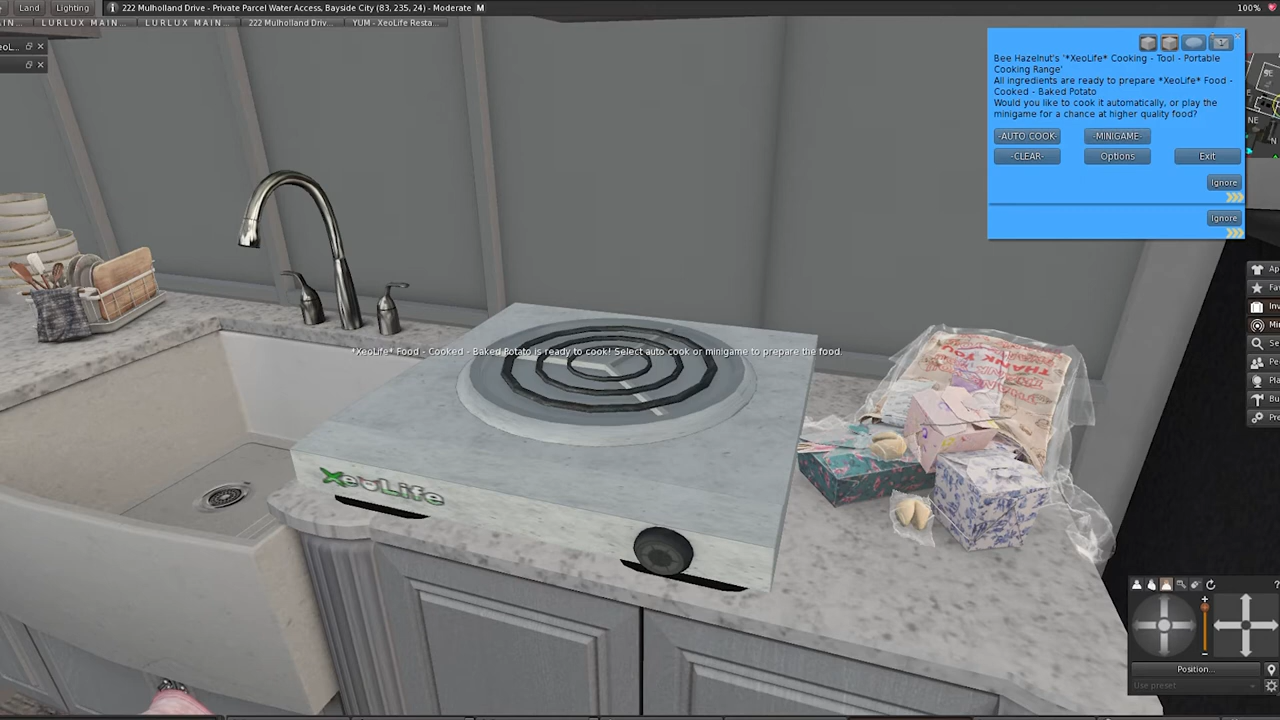 Land Lighting 222 Mulholland Drive - Private Parcel Water Access, Bayside City (83, 235, 24) - Moderate M 100%
LURLUX MAIN... LURLUX MAIN... 222 Mulholland Driv... YUM - XeoLife Resta...
Bee Hazelnut's '*XeoLife* Cooking - Tool - Portable
Cooking Range'
All ingredients are ready to prepare *XeoLife* Food -
Cooked - Baked Potato
Would you like to cook it automatically, or play the
minigame for a chance at higher quality food?
-AUTO COOK- -MINIGAME-
-CLEAR- Options Exit
Ignore
Ignore
SE
NE
N
*XeoLife* Food - Cooked - Baked Potato is ready to cook! Select auto cook or minigame to prepare the food.
THANK YOU
XeoLife
Position...
Use preset